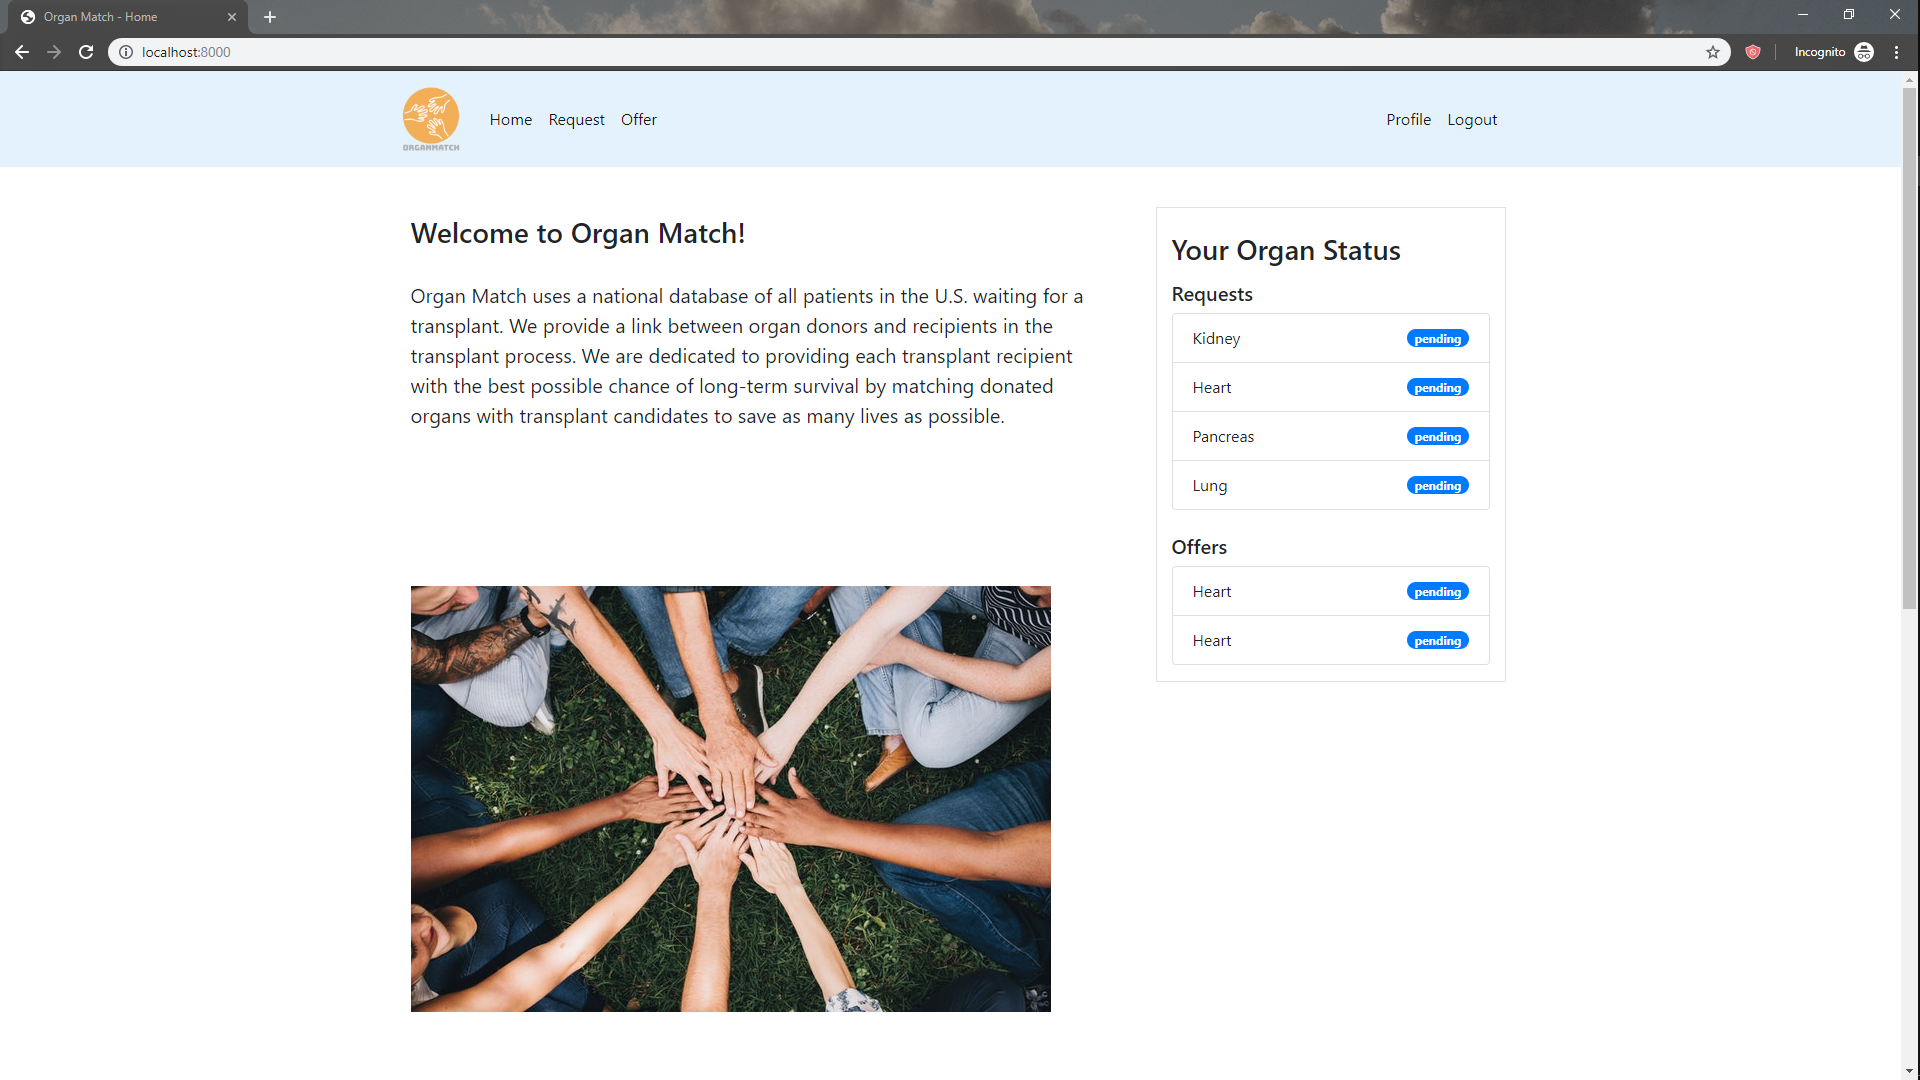 Organ Match - Home
localhost:8000
Incognito
ORGANMATCH
Home Request Offer
Profile Logout
Welcome to Organ Match!
Organ Match uses a national database of all patients in the U.S. waiting for a
transplant. We provide a link between organ donors and recipients in the
transplant process. We are dedicated to providing each transplant recipient
with the best possible chance of long-term survival by matching donated
organs with transplant candidates to save as many lives as possible.
Your Organ Status
Requests
Kidney pending
Heart pending
Pancreas pending
Lung pending
Offers
Heart pending
Heart pending